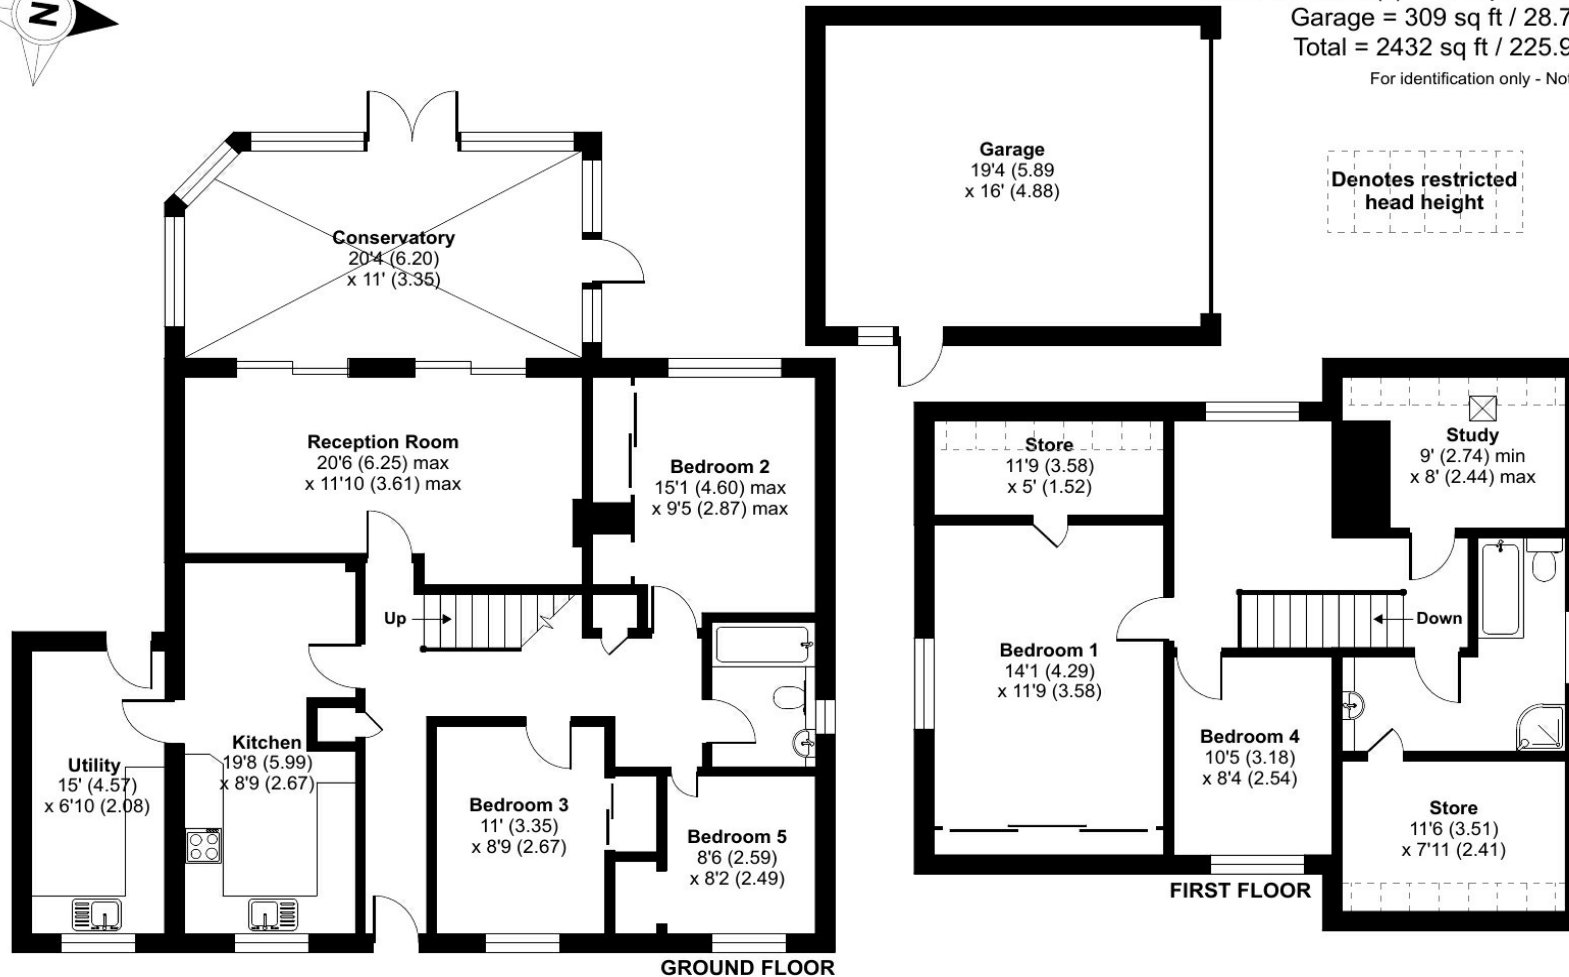 N
Garage = 309 sq ft / 28.7
Total = 2432 sq ft / 225.9
For identification only - Not
Garage
19'4 (5.89
x 16' (4.88)
Denotes restricted
head height
Conservatory
20'4 (6.20)
x 11' (3.35)
Reception Room
20'6 (6.25) max
x 11'10 (3.61) max
Bedroom 2
15'1 (4.60) max
x 9'5 (2.87) max
Store
11'9 (3.58)
x 5' (1.52)
Study
9' (2.74) min
x 8' (2.44) max
Up
Down
Bedroom 1
14'1 (4.29)
x 11'9 (3.58)
Kitchen
19'8 (5.99)
x 8'9 (2.67)
Utility
15' (4.57)
x 6'10 (2.08)
Bedroom 3
11' (3.35)
x 8'9 (2.67)
Bedroom 5
8'6 (2.59)
x 8'2 (2.49)
Bedroom 4
10'5 (3.18)
x 8'4 (2.54)
Store
11'6 (3.51)
x 7'11 (2.41)
FIRST FLOOR
GROUND FLOOR